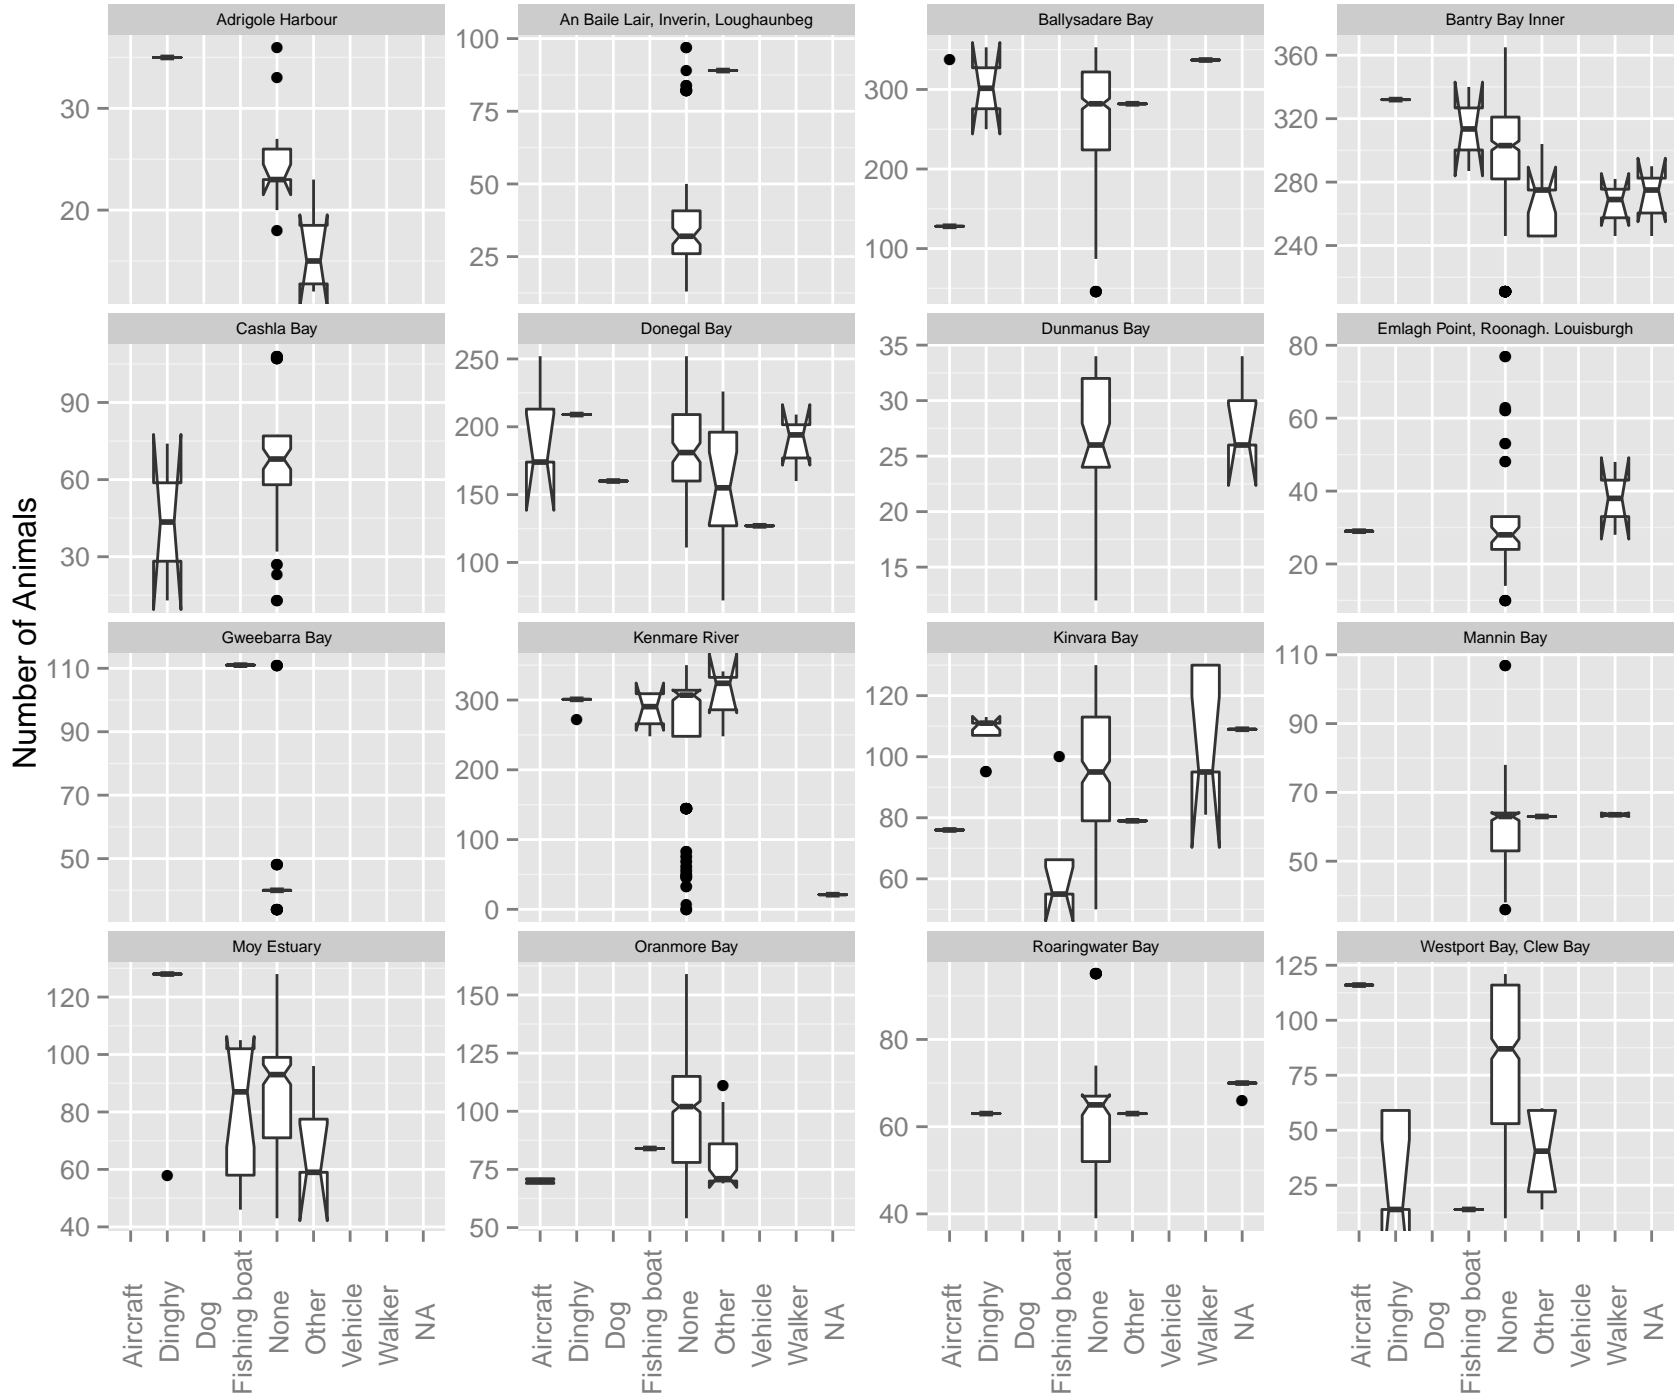 Number of Animals
Adrigole Harbour
30
20
An Baile Lair, Inverin, Loughaunbeg
100
75
50
25
Ballysadare Bay
300
200
100
Bantry Bay Inner
360
320
280
240
Cashla Bay
90
60
30
Donegal Bay
250
200
150
100
Dunmanus Bay
35
30
25
20
15
Emlagh Point, Roonagh. Louisburgh
80
60
40
20
Gweebarra Bay
110
90
70
50
Kenmare River
300
200
100
0
Kinvara Bay
120
100
80
60
Mannin Bay
110
90
70
50
Moy Estuary
120
100
80
60
40
Oranmore Bay
150
125
100
75
50
Roaringwater Bay
80
60
40
Westport Bay, Clew Bay
125
100
75
50
25
Aircraft
Dinghy
Dog
Fishing boat
None
Other
Vehicle
Walker
NA
Aircraft
Dinghy
Dog
Fishing boat
None
Other
Vehicle
Walker
NA
Aircraft
Dinghy
Dog
Fishing boat
None
Other
Vehicle
Walker
NA
Aircraft
Dinghy
Dog
Fishing boat
None
Other
Vehicle
Walker
NA